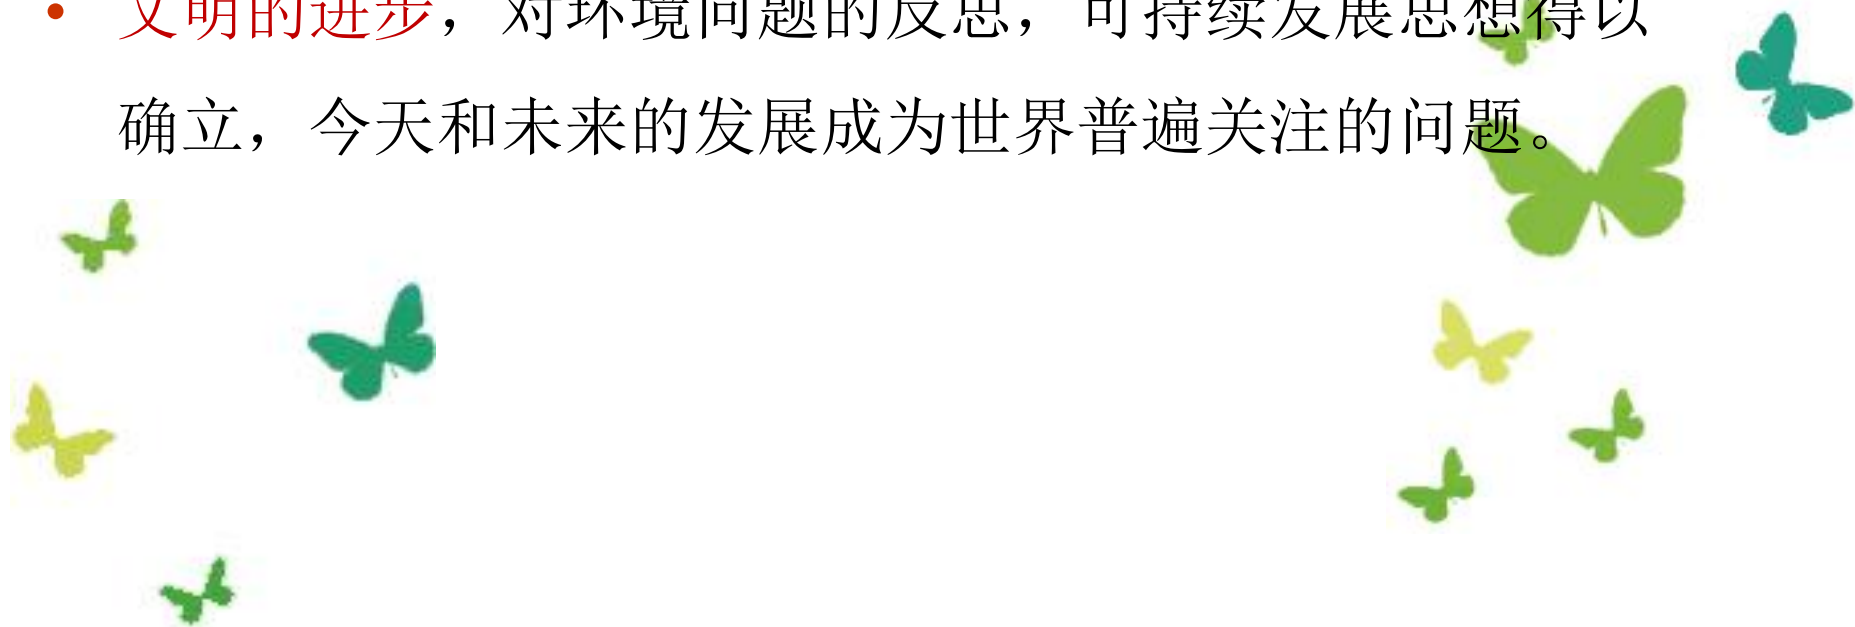 • 文明的进步，对环境问题的反思，可持续发展思想得以
确立，今天和未来的发展成为世界普遍关注的问题。